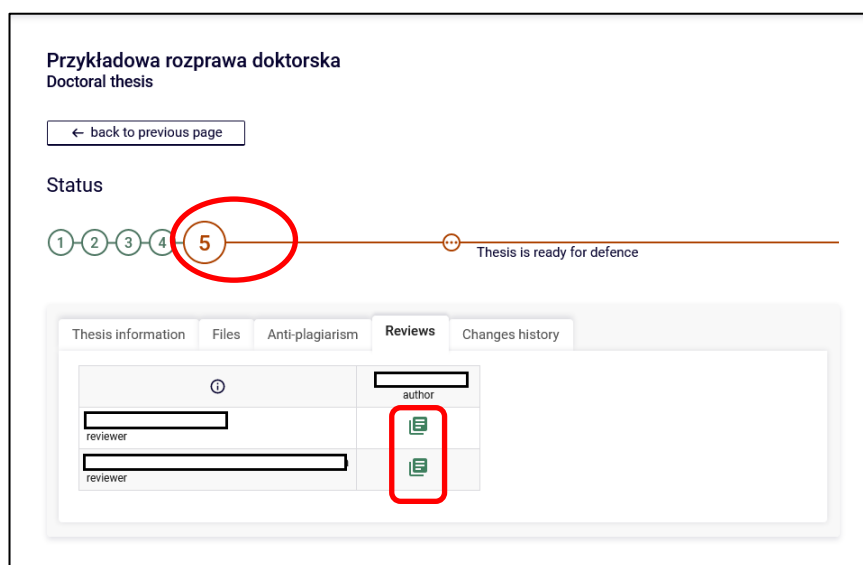 Przykładowa rozprawa doktorska
Doctoral thesis
← back to previous page
Status
1 2 3 4 5
Thesis is ready for defence
Thesis information Files Anti-plagiarism Reviews Changes history
author
reviewer
reviewer